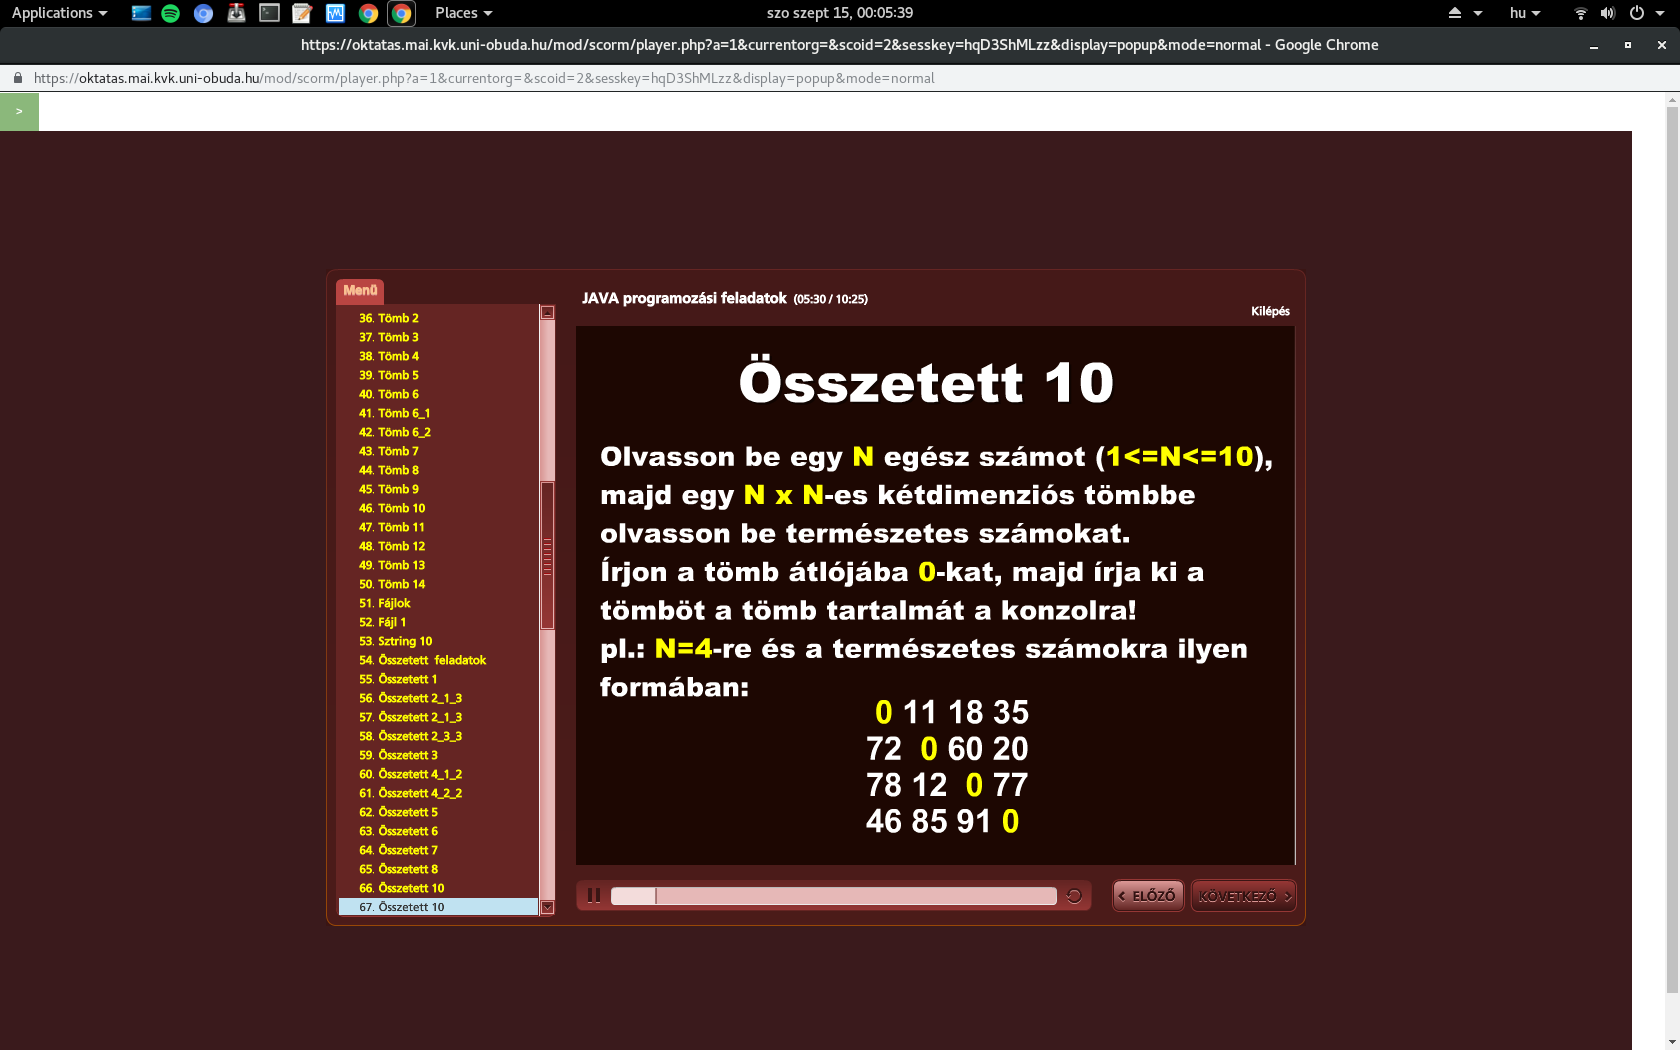 Applications
Places
szo szept 15, 00:05:39
hu
https://oktatas.mai.kvk.uni-obuda.hu/mod/scorm/player.php?a=1&currentorg=&scoid=2&sesskey=hqD3ShMLzz&display=popup&mode=normal - Google Chrome
https://oktatas.mai.kvk.uni-obuda.hu/mod/scorm/player.php?a=1&currentorg=&scoid=2&sesskey=hqD3ShMLzz&display=popup&mode=normal
>
Menü
36. Tömb 2
37. Tömb 3
38. Tömb 4
39. Tömb 5
40. Tömb 6
41. Tömb 6_1
42. Tömb 6_2
43. Tömb 7
44. Tömb 8
45. Tömb 9
46. Tömb 10
47. Tömb 11
48. Tömb 12
49. Tömb 13
50. Tömb 14
51. Fájlok
52. Fájl 1
53. Sztring 10
54. Összetett feladatok
55. Összetett 1
56. Összetett 2_1_3
57. Összetett 2_1_3
58. Összetett 2_3_3
59. Összetett 3
60. Összetett 4_1_2
61. Összetett 4_2_2
62. Összetett 5
63. Összetett 6
64. Összetett 7
65. Összetett 8
66. Összetett 10
67. Összetett 10
JAVA programozási feladatok (05:30 / 10:25)
Kilépés
Összetett 10
Olvasson be egy N egész számot (1<=N<=10),
majd egy N x N-es kétdimenziós tömbbe
olvasson be természetes számokat.
Írjon a tömb átlójába 0-kat, majd írja ki a
tömböt a tömb tartalmát a konzolra!
pl.: N=4-re és a természetes számokra ilyen
formában:
0 11 18 35
72 0 60 20
78 12 0 77
46 85 91 0
< ELŐZŐ
KÖVETKEZŐ >